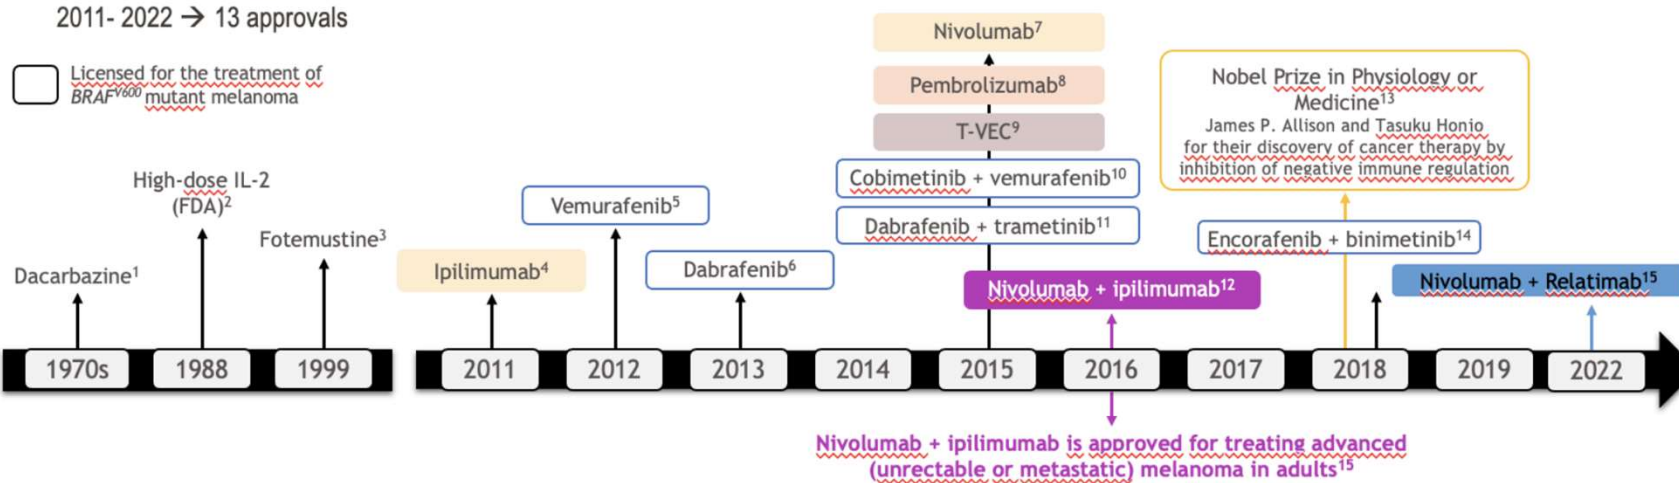 2011- 2022 → 13 approvals
Licensed for the treatment of
BRAFV600 mutant melanoma
Dacarbazine1
High-dose IL-2
(FDA)2
Fotemustine3
Ipilimumab4
Vemurafenib5
Dabrafenib6
Nivolumab7
Pembrolizumab8
T-VEC9
Cobimetinib + vemurafenib10
Dabrafenib + trametinib11
Nivolumab + ipilimumab12
Nobel Prize in Physiology or
Medicine13
James P. Allison and Tasuku Honio
for their discovery of cancer therapy by
inhibition of negative immune regulation
Encorafenib + binimetinib14
Nivolumab + Relatimab15
1970s
1988
1999
2011
2012
2013
2014
2015
2016
2017
2018
2019
2022
Nivolumab + ipilimumab is approved for treating advanced
(unrectable or metastatic) melanoma in adults15